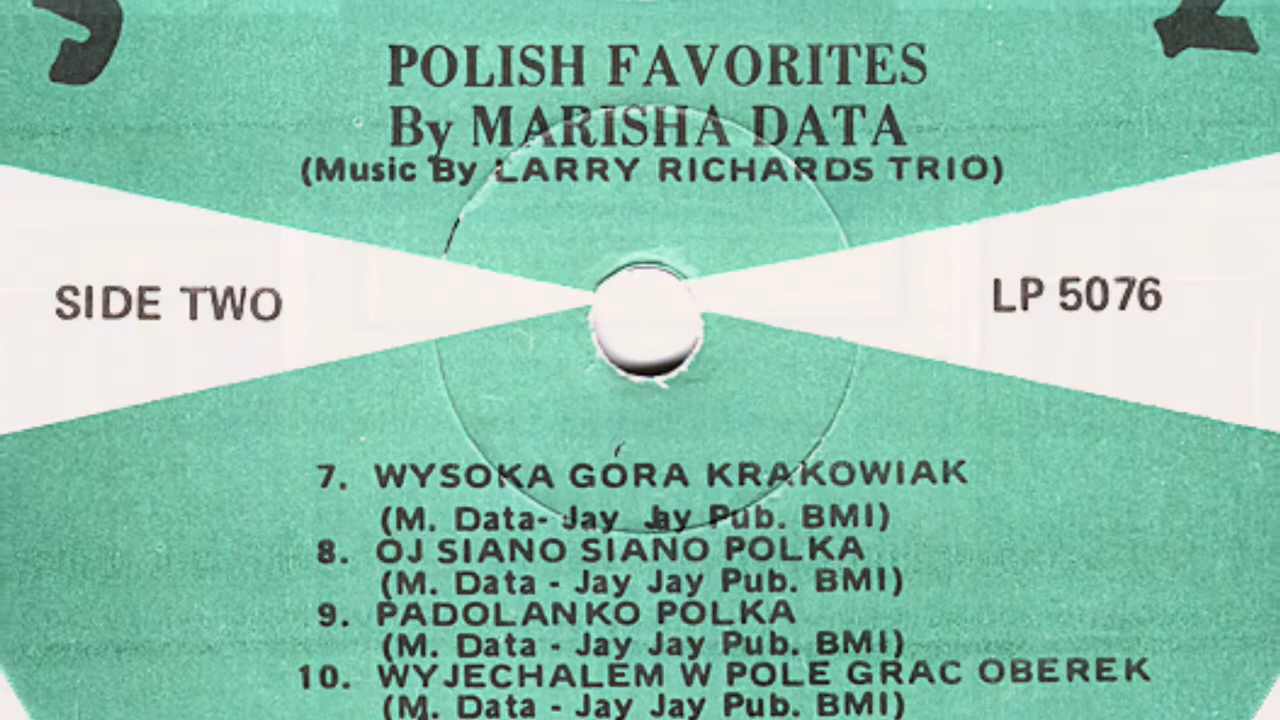 POLISH FAVORITES
By MARISHA DATA
(Music By LARRY RICHARDS TRIO)
SIDE TWO
LP 5076
7. WYSOKA GÓRA KRAKOWIAK
(M. Data- Jay Jay Pub. BMI)
8. OJ SIANO SIANO POLKA
(M. Data - Jay Jay Pub. BMI)
9. PADOLANKO POLKA
(M. Data - Jay Jay Pub. BMI)
10. WYJECHALEM W POLE GRAC OBEREK
(M. Data - Jay Jay Pub. BMI)